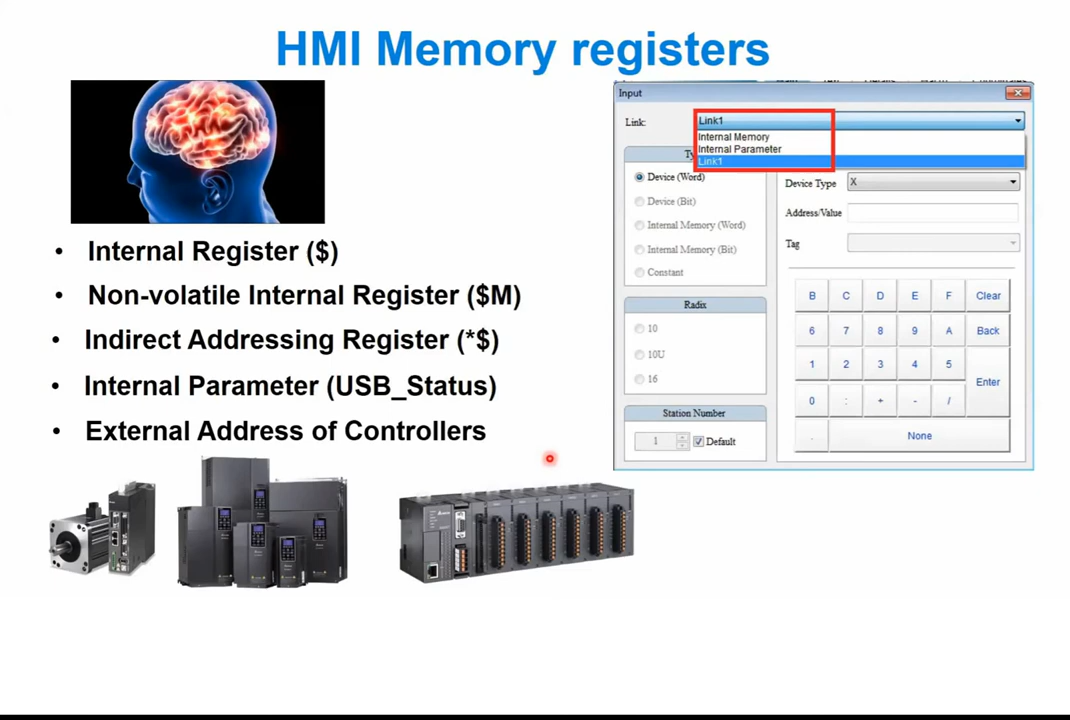 HMI Memory registers
• Internal Register ($)
• Non-volatile Internal Register ($M)
• Indirect Addressing Register (*$)
• Internal Parameter (USB_Status)
• External Address of Controllers
Input
Link:
Link1
Internal Memory
Internal Parameter
Link1
Device (Word)
Device (Bit)
Internal Memory (Word)
Internal Memory (Bit)
Constant
Radix
10
10U
16
Station Number
1
Default
Device Type
X
Address/Value
Tag
B C D E F Clear
6 7 8 9 A Back
1 2 3 4 5
Enter
0 : + - /
. None